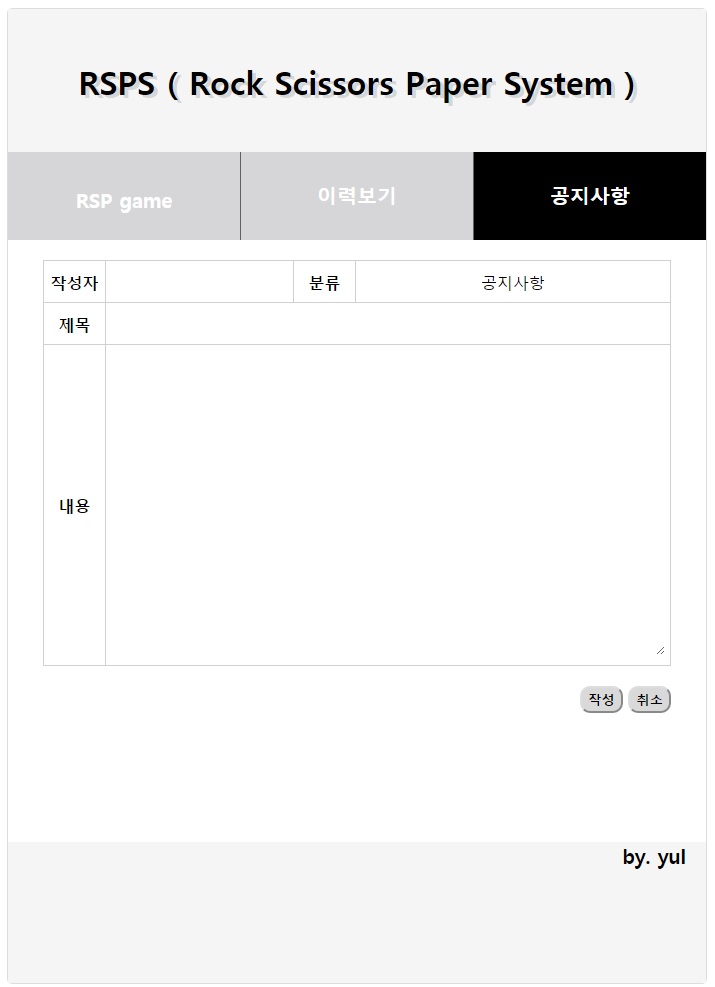 RSPS ( Rock Scissors Paper System )
RSP game 이력보기 공지사항
작성자 분류 공지사항
제목
내용
작성 취소
by. yul